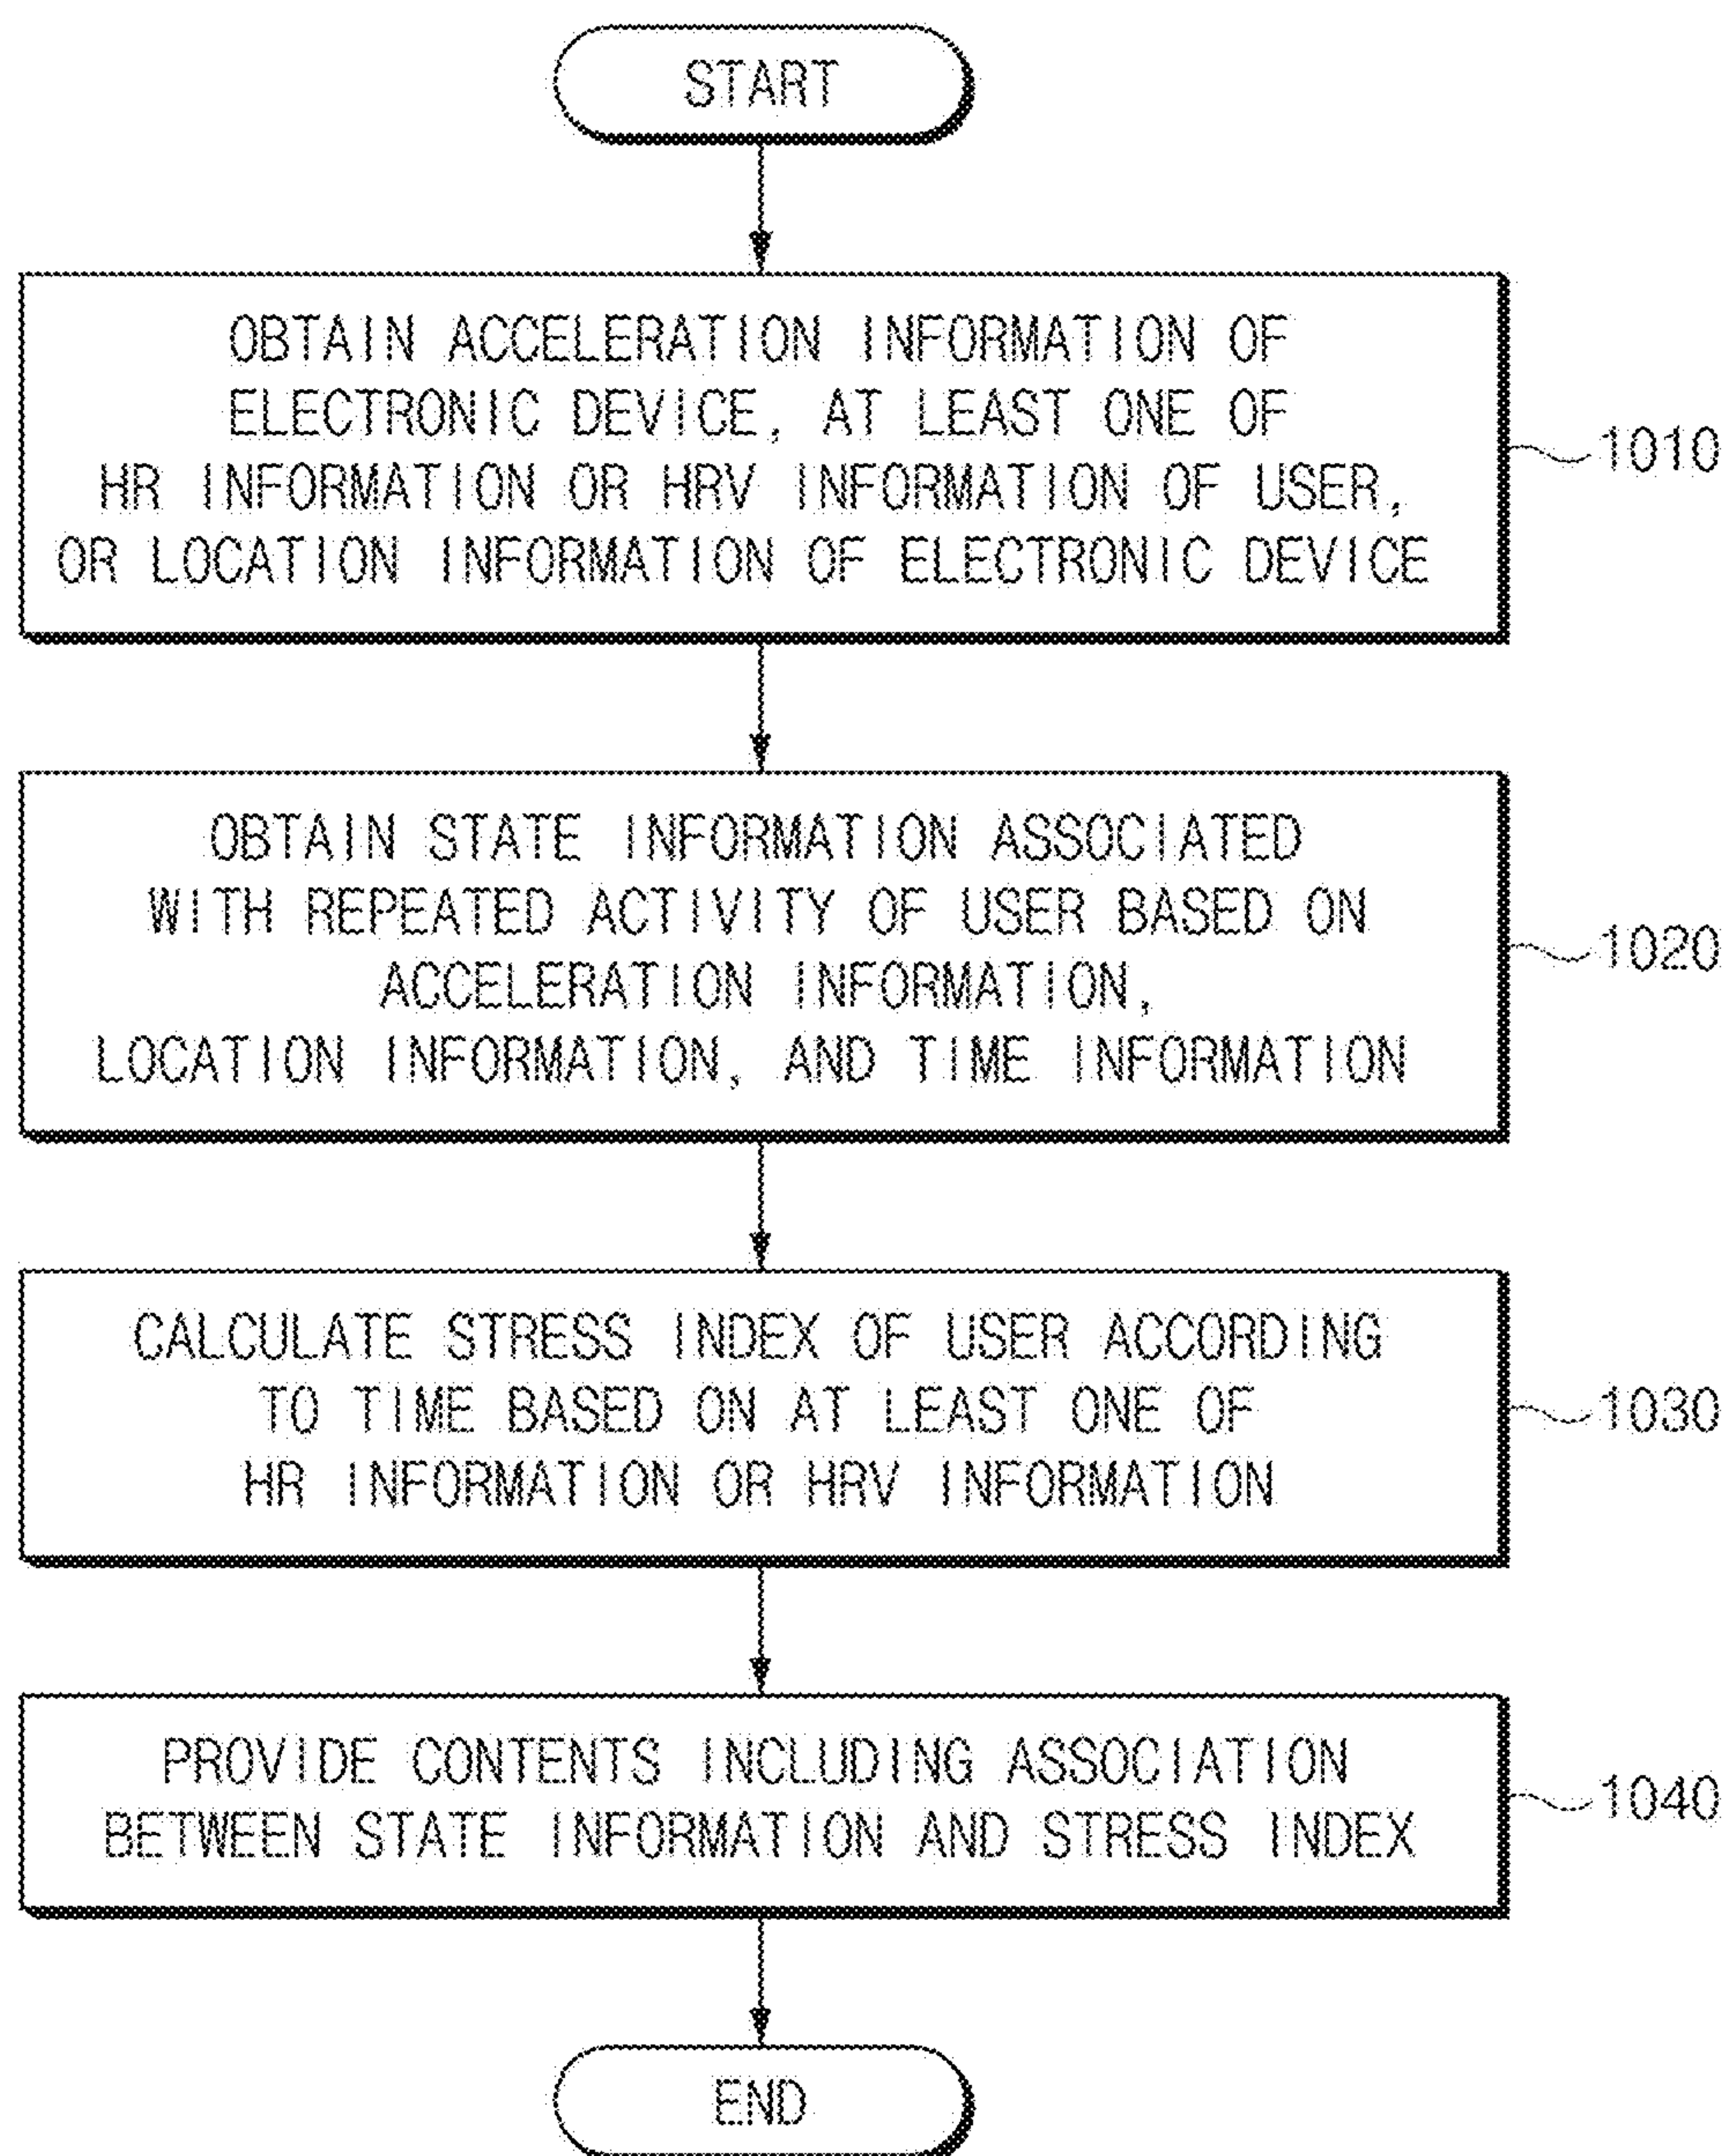 START
OBTAIN ACCELERATION INFORMATION OF
ELECTRONIC DEVICE, AT LEAST ONE OF
HR INFORMATION OR HRV INFORMATION OF USER,
OR LOCATION INFORMATION OF ELECTRONIC DEVICE
1010
OBTAIN STATE INFORMATION ASSOCIATED
WITH REPEATED ACTIVITY OF USER BASED ON
ACCELERATION INFORMATION,
LOCATION INFORMATION, AND TIME INFORMATION
1020
CALCULATE STRESS INDEX OF USER ACCORDING
TO TIME BASED ON AT LEAST ONE OF
HR INFORMATION OR HRV INFORMATION
1030
PROVIDE CONTENTS INCLUDING ASSOCIATION
BETWEEN STATE INFORMATION AND STRESS INDEX
1040
END